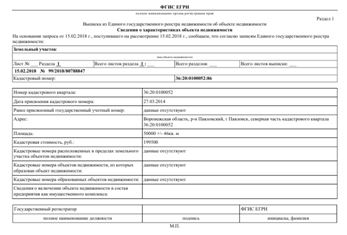 ФГИС ЕГРН
полное наименование органа регистрации прав
Раздел 1
Выписка из Единого государственного реестра недвижимости об объекте недвижимости
Сведения о характеристиках объекта недвижимости
На основании запроса от 15.02.2018 г., поступившего на рассмотрение 15.02.2018 г., сообщаем, что согласно записям Единого государственного реестра
недвижимости:
Земельный участок
вид объекта недвижимости
Лист № ___ Раздела 1 Всего листов раздела 1 : ___ Всего разделов: ___ Всего листов выписки: ___
15.02.2018 № 99/2018/80788847
Кадастровый номер: 36:20:0100052:86
Номер кадастрового квартала: 36:20:0100052
Дата присвоения кадастрового номера: 27.03.2014
Ранее присвоенный государственный учетный номер: данные отсутствуют
Адрес: Воронежская область, р-н Павловский, г Павловск, северная часть кадастрового квартала
36:20:0100052
Площадь: 50000 +/- 46кв. м
Кадастровая стоимость, руб.: 199500
Кадастровые номера расположенных в пределах земельного данные отсутствуют
участка объектов недвижимости:
Кадастровые номера объектов недвижимости, из которых данные отсутствуют
образован объект недвижимости:
Кадастровые номера образованных объектов недвижимости: данные отсутствуют
Сведения о включении объекта недвижимости в состав
предприятия как имущественного комплекса:
Государственный регистратор ФГИС ЕГРН
полное наименование должности подпись инициалы, фамилия
М.П.